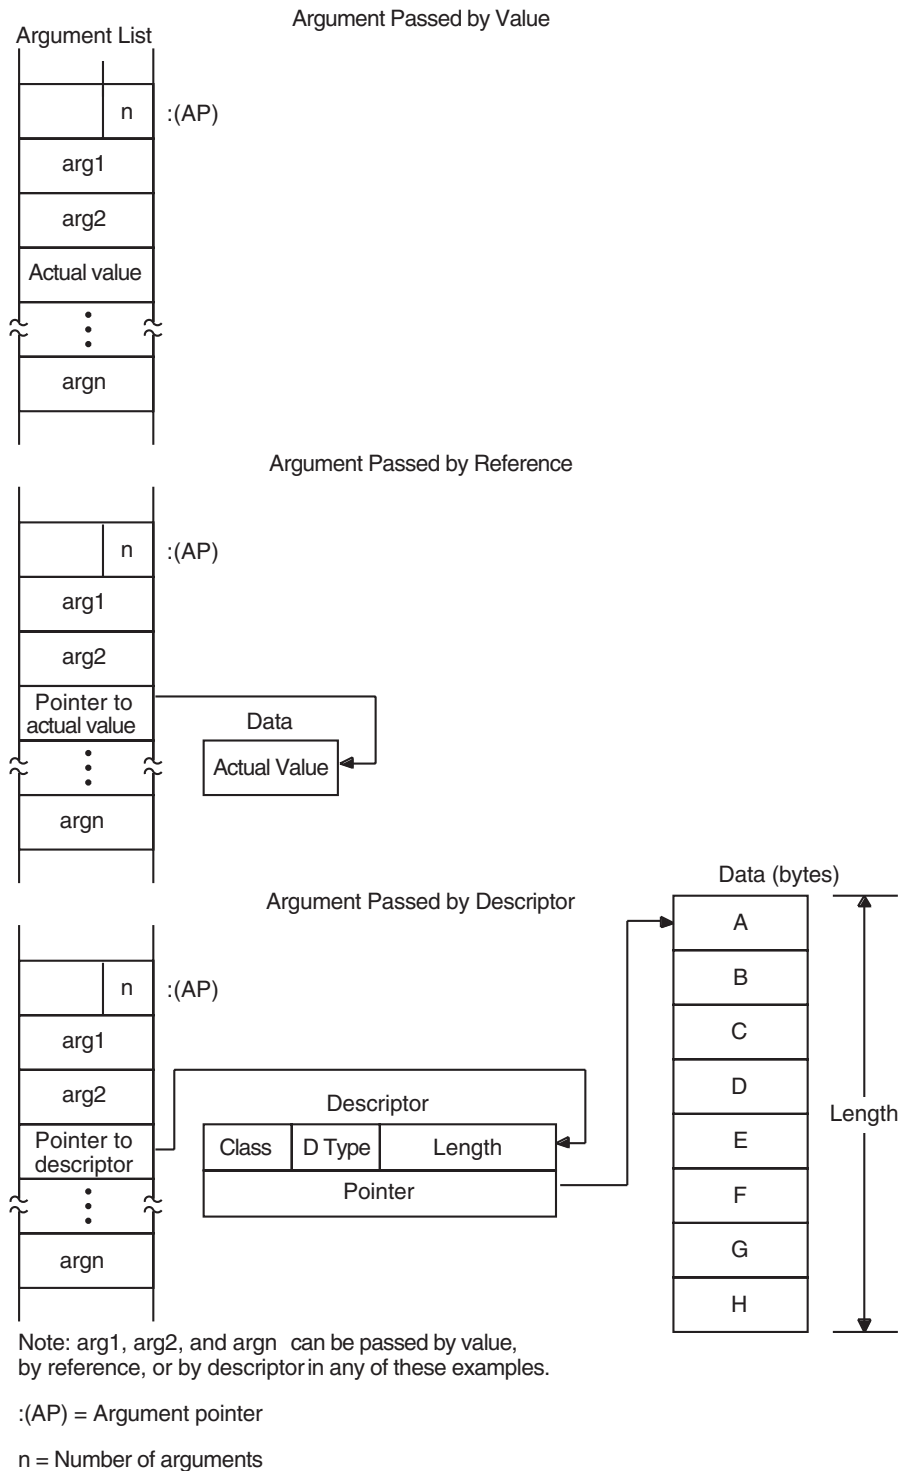 Argument Passed by Value
Argument List
n :(AP)
arg1
arg2
Actual value
argn
Argument Passed by Reference
n :(AP)
arg1
arg2
Pointer to
actual value
Data
Actual Value
argn
Argument Passed by Descriptor
n :(AP)
arg1
arg2
Pointer to
descriptor
argn
Descriptor
Class D Type Length
Pointer
Data (bytes)
A
B
C
D
E
F
G
H
Length
Note: arg1, arg2, and argn can be passed by value,
by reference, or by descriptor in any of these examples.
:(AP) = Argument pointer
n = Number of arguments